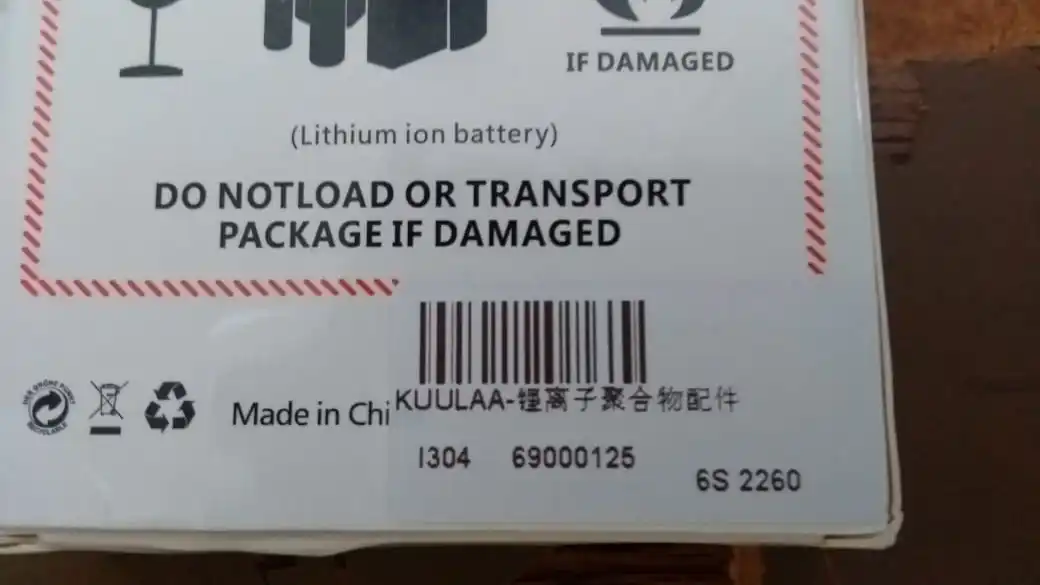 IF DAMAGED
(Lithium ion battery)
DO NOTLOAD OR TRANSPORT
PACKAGE IF DAMAGED
Made in Chi
KUULAA-锂离子聚合物配件
I304 69000125
6S 2260